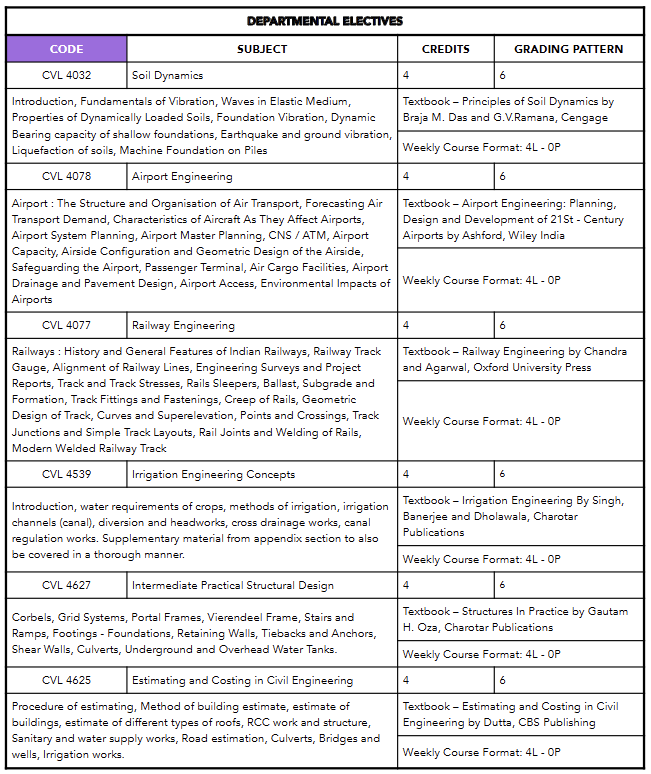 DEPARTMENTAL ELECTIVES
CODE SUBJECT CREDITS GRADING PATTERN
CVL 4032 Soil Dynamics 4 6
Introduction, Fundamentals of Vibration, Waves in Elastic Medium,
Properties of Dynamically Loaded Soils, Foundation Vibration, Dynamic
Bearing capacity of shallow foundations, Earthquake and ground vibration,
Liquefaction of soils, Machine Foundation on Piles
Textbook – Principles of Soil Dynamics by
Braja M. Das and G.V.Ramana, Cengage
Weekly Course Format: 4L - 0P
CVL 4078 Airport Engineering 4 6
Airport : The Structure and Organisation of Air Transport, Forecasting Air
Transport Demand, Characteristics of Aircraft As They Affect Airports,
Airport System Planning, Airport Master Planning, CNS / ATM, Airport
Capacity, Airside Configuration and Geometric Design of the Airside,
Safeguarding the Airport, Passenger Terminal, Air Cargo Facilities, Airport
Drainage and Pavement Design, Airport Access, Environmental Impacts of
Airports
Textbook – Airport Engineering: Planning,
Design and Development of 21St - Century
Airports by Ashford, Wiley India
Weekly Course Format: 4L - 0P
CVL 4077 Railway Engineering 4 6
Railways : History and General Features of Indian Railways, Railway Track
Gauge, Alignment of Railway Lines, Engineering Surveys and Project
Reports, Track and Track Stresses, Rails Sleepers, Ballast, Subgrade and
Formation, Track Fittings and Fastenings, Creep of Rails, Geometric
Design of Track, Curves and Superelevation, Points and Crossings, Track
Junctions and Simple Track Layouts, Rail Joints and Welding of Rails,
Modern Welded Railway Track
Textbook – Railway Engineering by Chandra
and Agarwal, Oxford University Press
Weekly Course Format: 4L - 0P
CVL 4539 Irrigation Engineering Concepts 4 6
Introduction, water requirements of crops, methods of irrigation, irrigation
channels (canal), diversion and headworks, cross drainage works, canal
regulation works. Supplementary material from appendix section to also
be covered in a thorough manner.
Textbook – Irrigation Engineering By Singh,
Banerjee and Dholawala, Charotar
Publications
Weekly Course Format: 4L - 0P
CVL 4627 Intermediate Practical Structural Design 4 6
Corbels, Grid Systems, Portal Frames, Vierendeel Frame, Stairs and
Ramps, Footings - Foundations, Retaining Walls, Tiebacks and Anchors,
Shear Walls, Culverts, Underground and Overhead Water Tanks.
Textbook – Structures In Practice by Gautam
H. Oza, Charotar Publications
Weekly Course Format: 4L - 0P
CVL 4625 Estimating and Costing in Civil Engineering 4 6
Procedure of estimating, Method of building estimate, estimate of
buildings, estimate of different types of roofs, RCC work and structure,
Sanitary and water supply works, Road estimation, Culverts, Bridges and
wells, Irrigation works.
Textbook – Estimating and Costing in Civil
Engineering by Dutta, CBS Publishing
Weekly Course Format: 4L - 0P